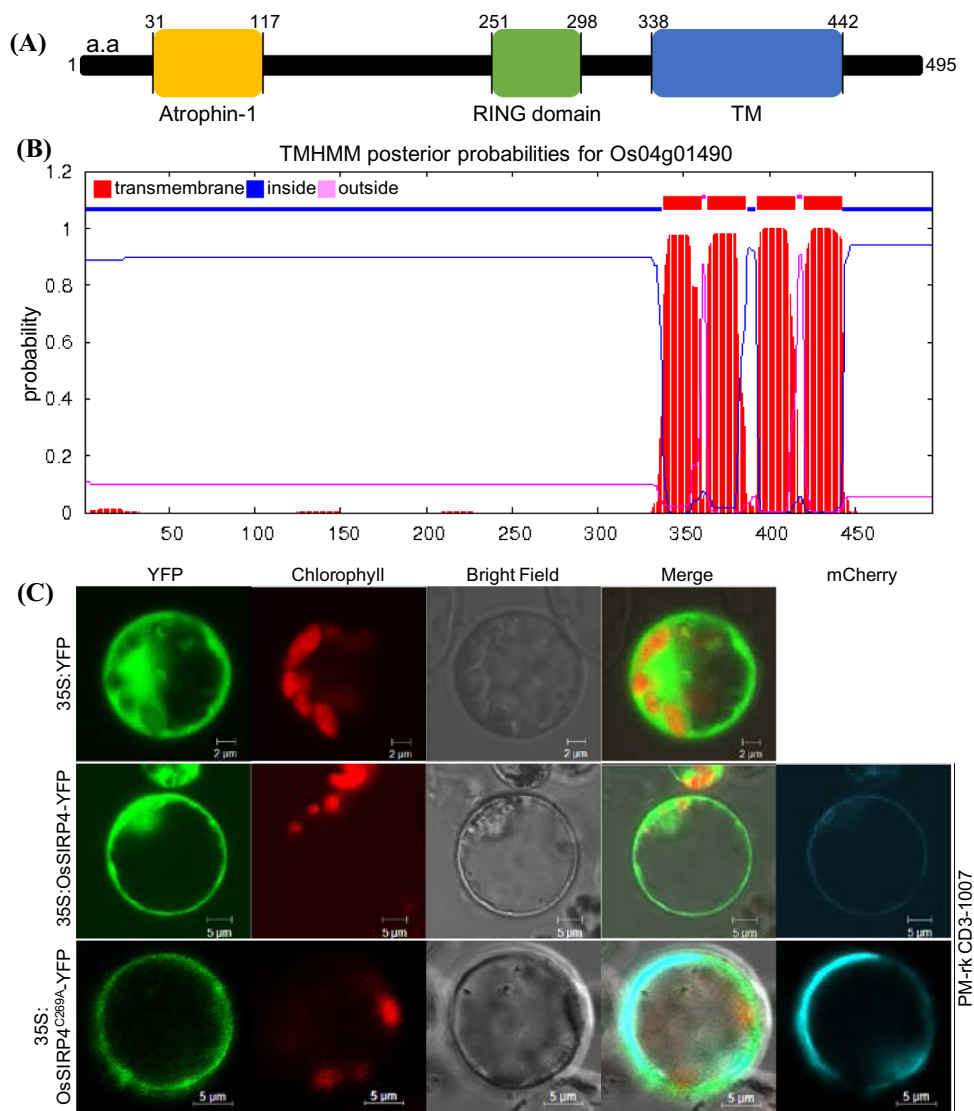 (A)
31 117 251 298 338 442
a.a
1 495
Atrophin-1 RING domain TM
(B)
TMHMM posterior probabilities for Os04g01490
1.2
transmembrane inside outside
1
0.8
0.6
0.4
0.2
0
probability
50 100 150 200 250 300 350 400 450
(C)
YFP Chlorophyll Bright Field Merge mCherry
35S:YFP
2 µm 2 µm 2 µm 2 µm
35S:OsSIRP4-YFP
5 µm 5 µm 5 µm 5 µm 5 µm
35S:
OsSIRP4C269A-YFP
5 µm 5 µm 5 µm 5 µm 5 µm
PM-rk CD3-1007